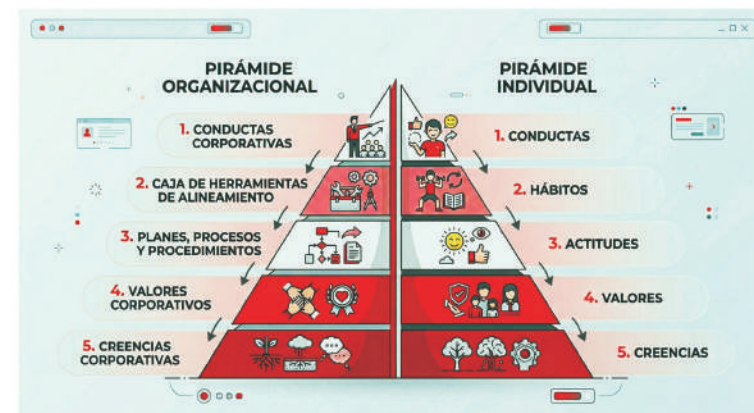 PIRÁMIDE
ORGANIZACIONAL
1. CONDUCTAS
CORPORATIVAS
2. CAJA DE HERRAMIENTAS
DE ALINEAMIENTO
3. PLANES, PROCESOS
Y PROCEDIMIENTOS
4. VALORES
CORPORATIVOS
5. CREENCIAS
CORPORATIVAS
PIRÁMIDE
INDIVIDUAL
1. CONDUCTAS
2. HÁBITOS
3. ACTITUDES
4. VALORES
5. CREENCIAS